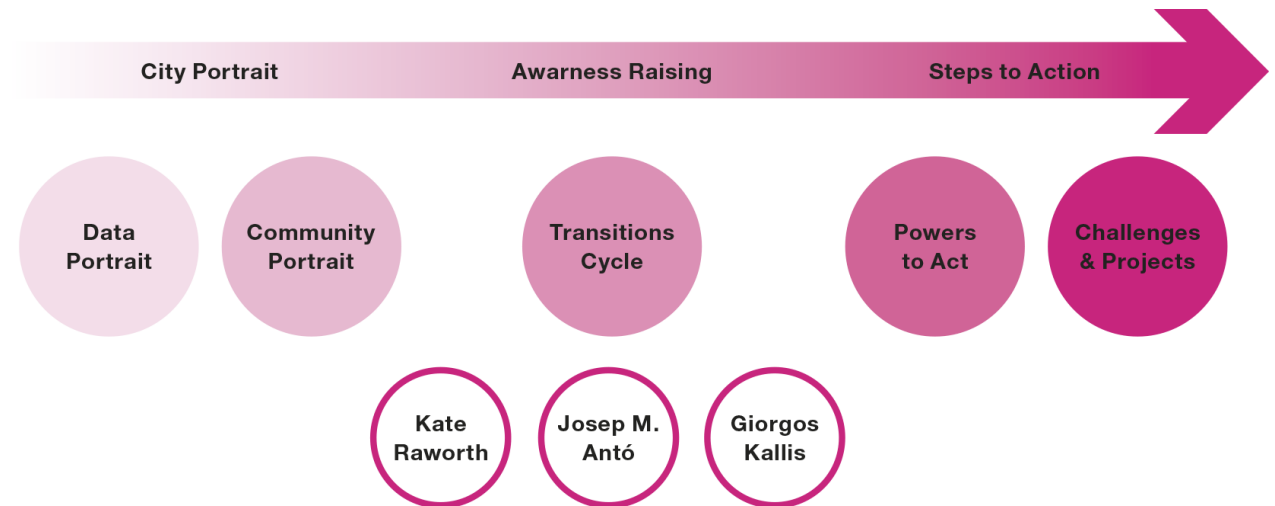 City Portrait
Awarness Raising
Steps to Action
Data
Portrait
Community
Portrait
Transitions
Cycle
Powers
to Act
Challenges
& Projects
Kate
Raworth
Josep M.
Antó
Giorgos
Kallis